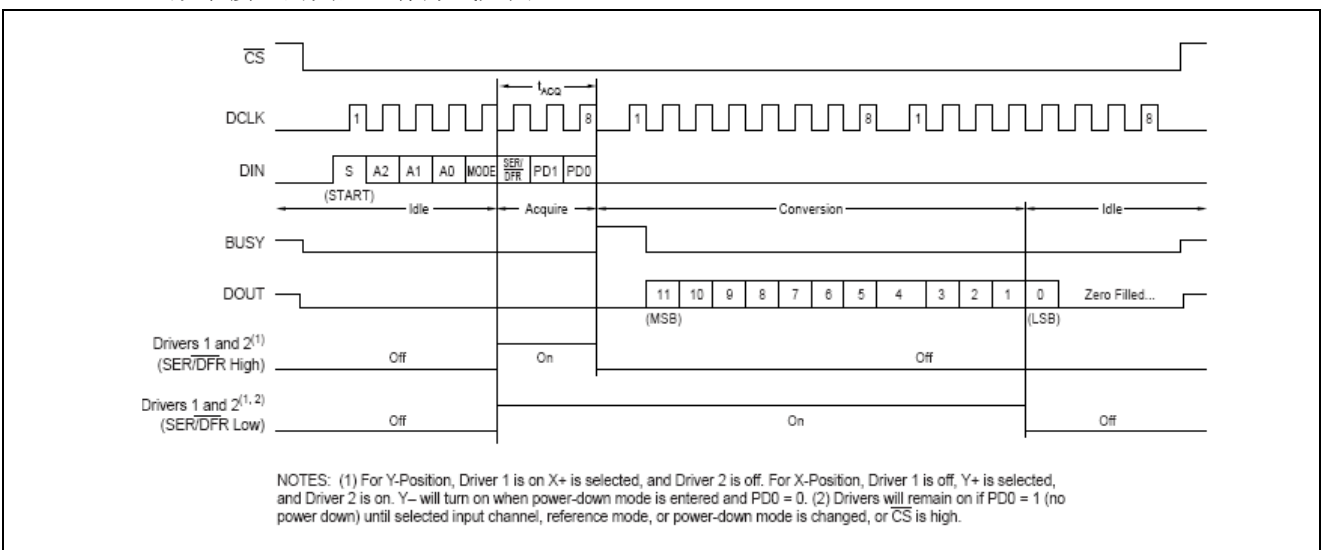 CS
tACQ
DCLK 1 8 1 8 1 8
DIN S A2 A1 A0 MODE SER/DFR PD1 PD0
(START)
Idle Acquire Conversion Idle
BUSY
DOUT 11 10 9 8 7 6 5 4 3 2 1 0 Zero Filled...
(MSB) (LSB)
Drivers 1 and 2(1)
(SER/DFR High) Off On Off
Drivers 1 and 2(1, 2)
(SER/DFR Low) Off On Off
NOTES: (1) For Y-Position, Driver 1 is on X+ is selected, and Driver 2 is off. For X-Position, Driver 1 is off, Y+ is selected,
and Driver 2 is on. Y– will turn on when power-down mode is entered and PD0 = 0. (2) Drivers will remain on if PD0 = 1 (no
power down) until selected input channel, reference mode, or power-down mode is changed, or CS is high.